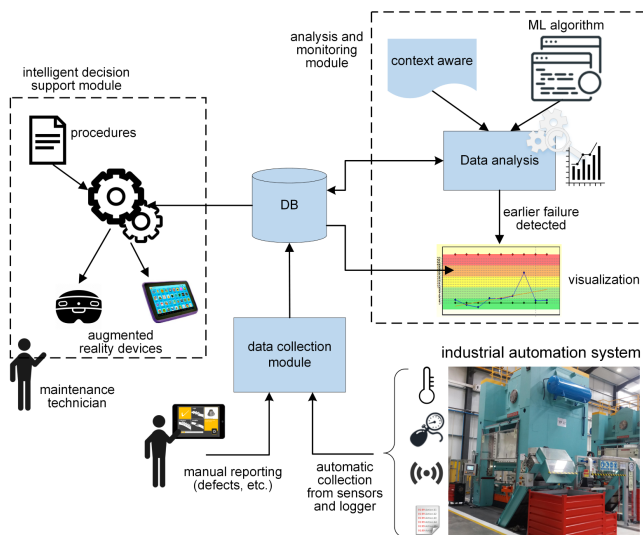 ML algorithm
analysis and
monitoring
module
context aware
intelligent decision
support module
procedures
Data analysis
DB
earlier failure
detected
visualization
augmented
reality devices
data collection
module
industrial automation system
maintenance
technician
manual reporting
(defects, etc.)
automatic
collection
from sensors
and logger